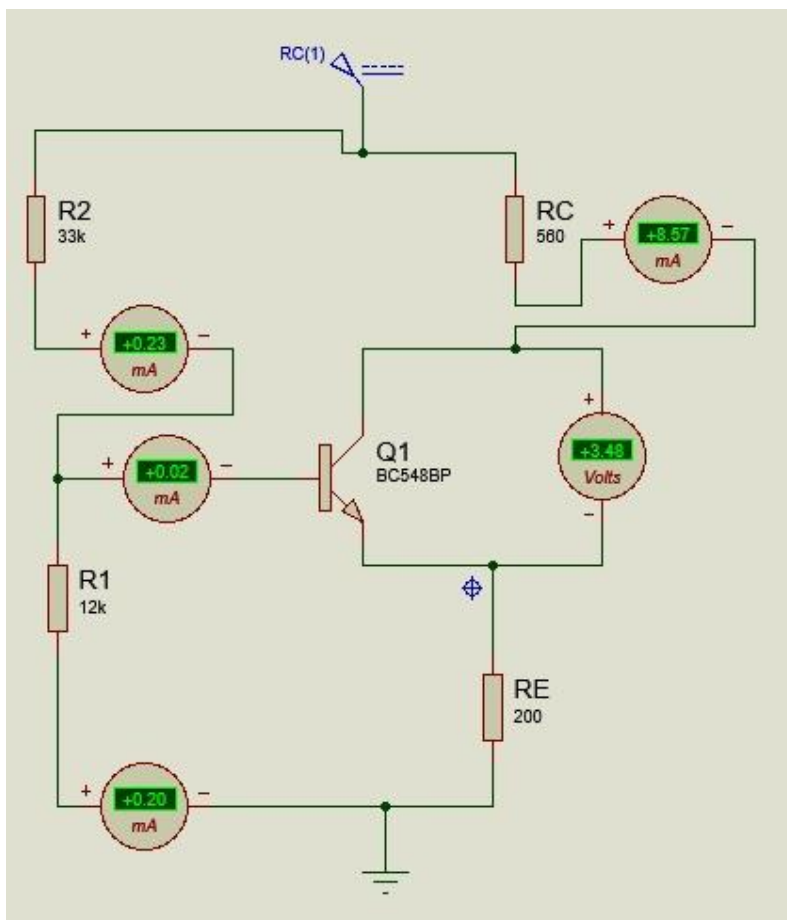 RC(1)
R2
33k
RC
560
+8.57
mA
+0.23
mA
Q1
BC548BP
+3.48
Volts
+0.02
mA
R1
12k
RE
200
+0.20
mA